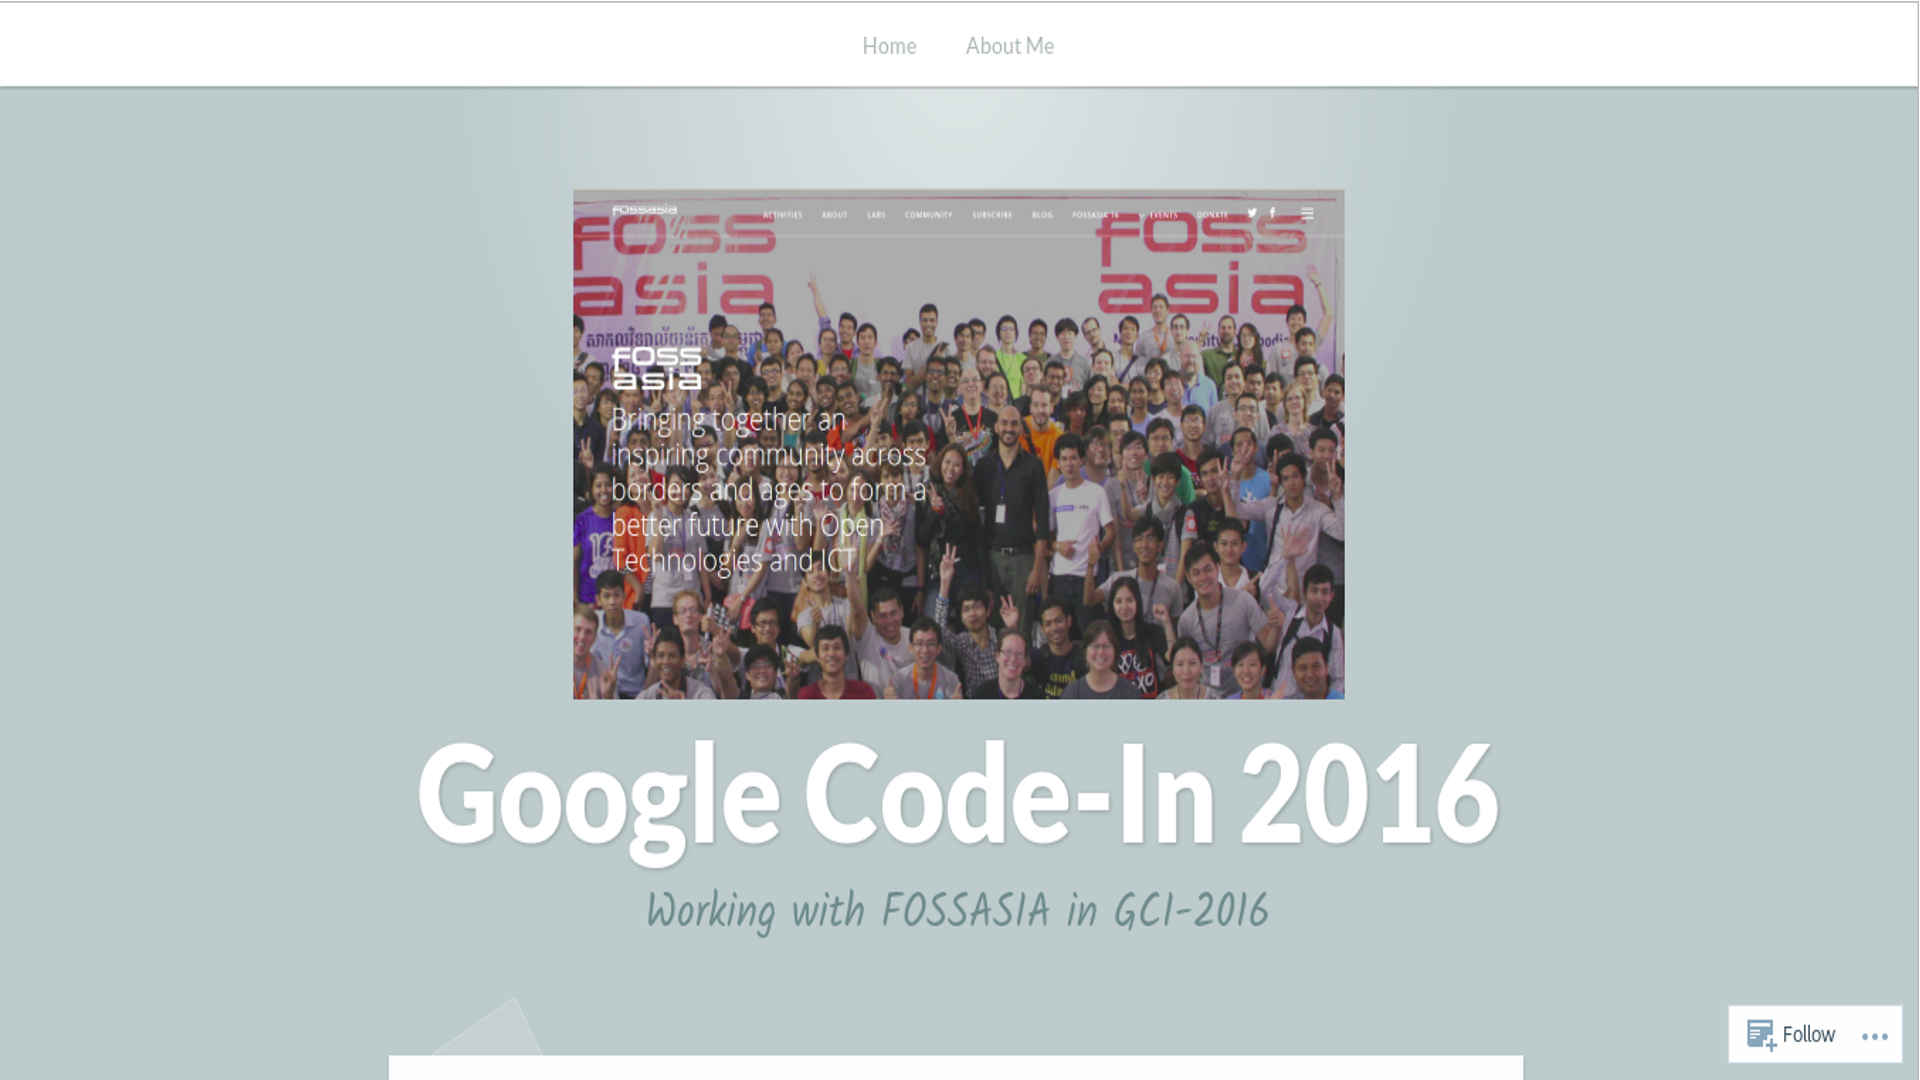 Home About Me
fossasia ACTIVITIES ABOUT LABS COMMUNITY SUBSCRIBE BLOG FOSSASIA 16 EVENTS DONATE
foss foss
asia asia
foss
asia
Bringing together an
inspiring community across
borders and ages to form a
better future with Open
Technologies and ICT
Google Code-In 2016
Working with FOSSASIA in GCI-2016
Follow